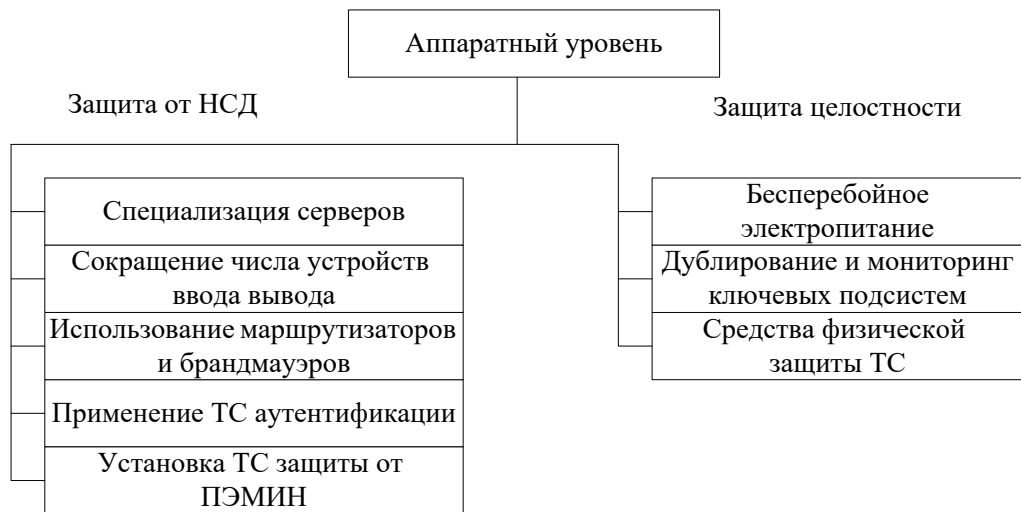 Аппаратный уровень
Защита от НСД
Защита целостности
Специализация серверов
Сокращение числа устройств
ввода вывода
Использование маршрутизаторов
и брандмауэров
Применение ТС аутентификации
Установка ТС защиты от
ПЭМИН
Бесперебойное
электропитание
Дублирование и мониторинг
ключевых подсистем
Средства физической
защиты ТС